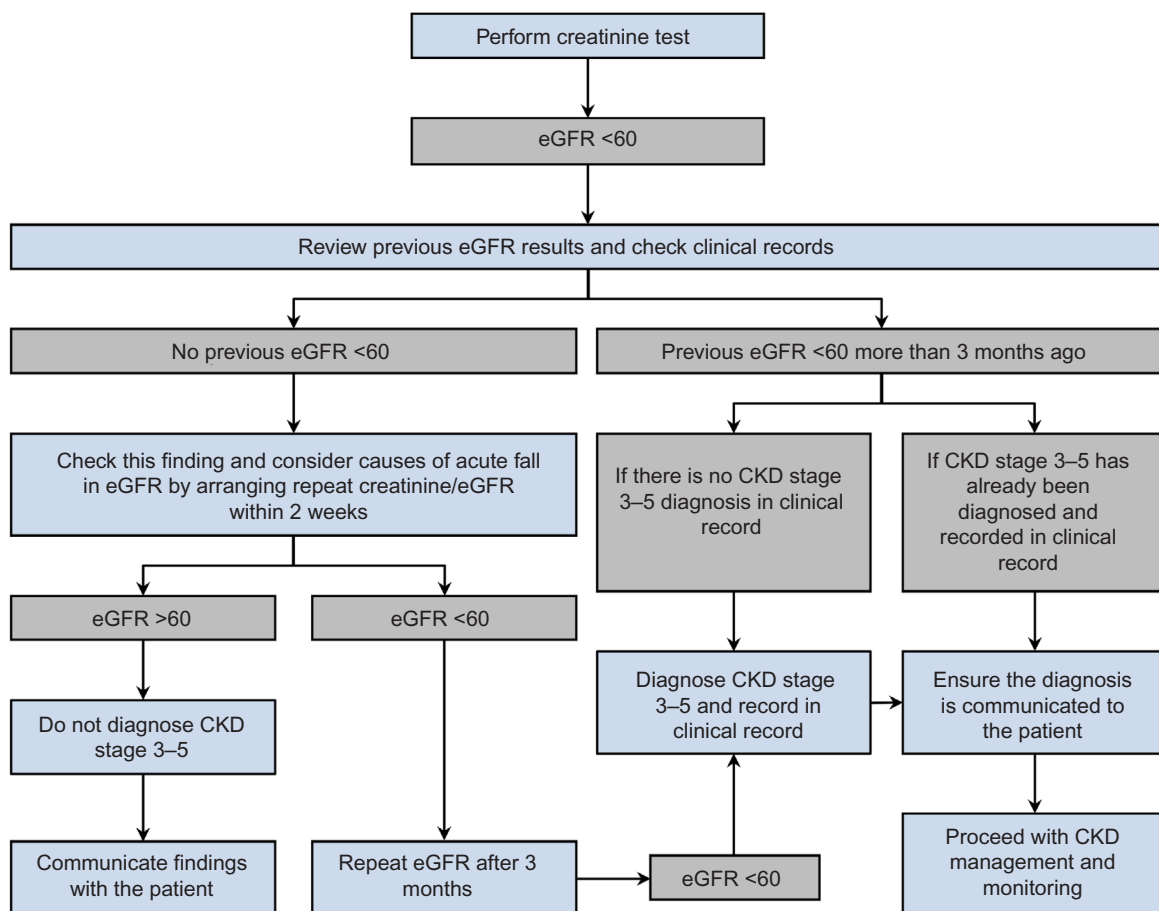 Perform creatinine test
eGFR <60
Review previous eGFR results and check clinical records
No previous eGFR <60
Previous eGFR <60 more than 3 months ago
Check this finding and consider causes of acute fall
in eGFR by arranging repeat creatinine/eGFR
within 2 weeks
If there is no CKD stage
3–5 diagnosis in clinical
record
If CKD stage 3–5 has
already been
diagnosed and
recorded in clinical
record
eGFR >60
eGFR <60
Do not diagnose CKD
stage 3–5
Diagnose CKD stage
3–5 and record in
clinical record
Ensure the diagnosis
is communicated to
the patient
Communicate findings
with the patient
Repeat eGFR after 3
months
eGFR <60
Proceed with CKD
management and
monitoring